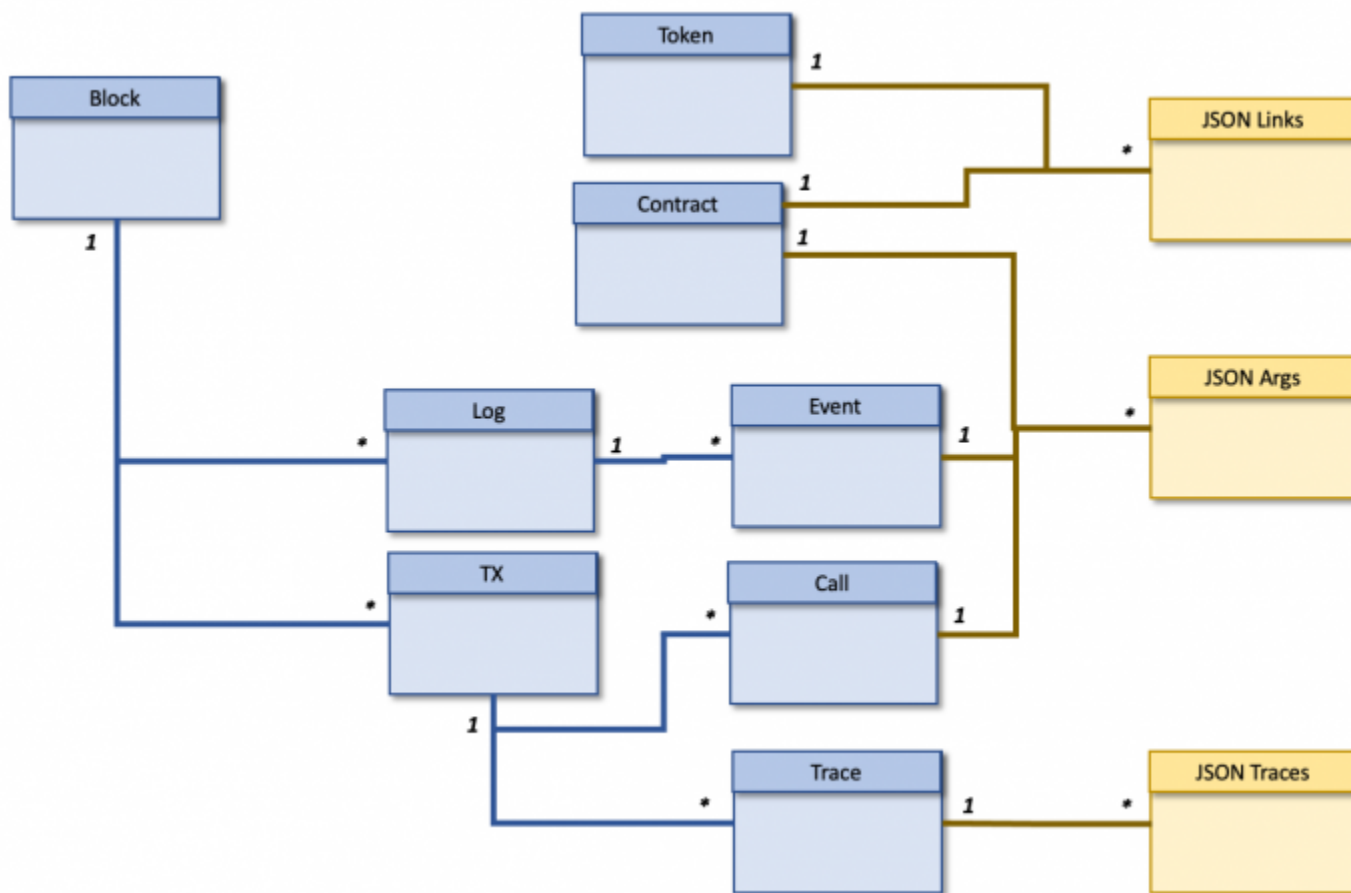 Token
1
Block
JSON Links
*
1
Contract
1
1
JSON Args
*
Log
Event
*
1
*
1
TX
Call
*
*
1
1
Trace
JSON Traces
*
1
*